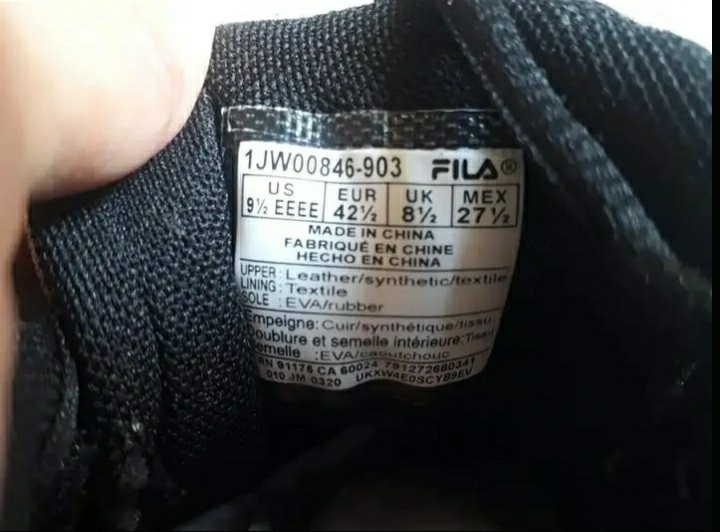 1JW00846-903 FILA®
US EUR UK MEX
9½ EEEE 42½ 8½ 27½
MADE IN CHINA
FABRIQUÉ EN CHINE
HECHO EN CHINA
UPPER: Leather/synthetic/textile
LINING: Textile
SOLE : EVA/rubber
Empeigne: Cuir/synthétique/tissu
Doublure et semelle intérieure: Tissu
Semelle :EVA/caoutchouc
RN 91175 CA 60024 791272680341
010 JM 0320 UKXW4E0SCYB9EV